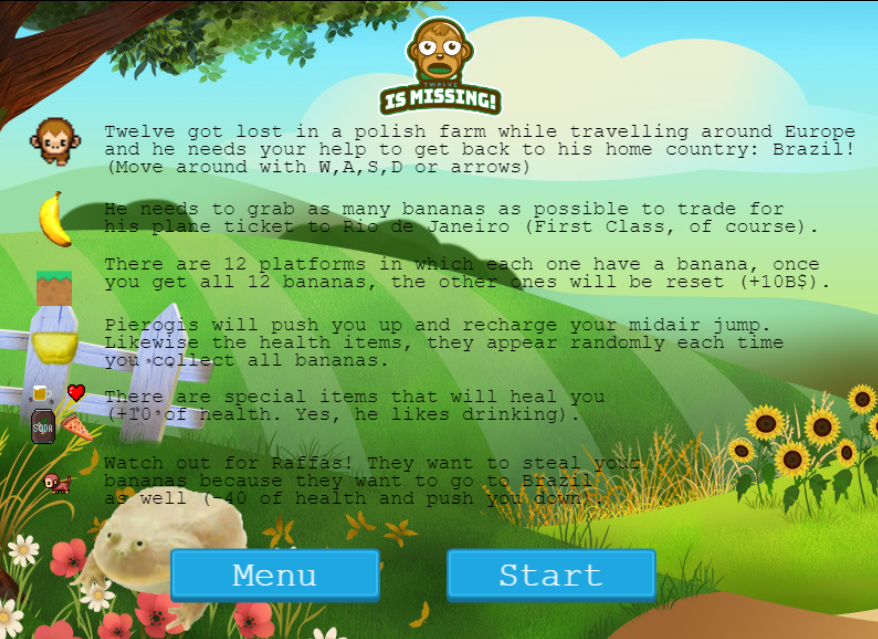 TWELVE
IS MISSING!
Twelve got lost in a polish farm while travelling around Europe
and he needs your help to get back to his home country: Brazil!
(Move around with W,A,S,D or arrows)
He needs to grab as many bananas as possible to trade for
his plane ticket to Rio de Janeiro (First Class, of course).
There are 12 platforms in which each one have a banana, once
you get all 12 bananas, the other ones will be reset (+10B$).
Pierogis will push you up and recharge your midair jump.
Likewise the health items, they appear randomly each time
you collect all bananas.
There are special items that will heal you
(+10 of health. Yes, he likes drinking).
SODA
Watch out for Raffas! They want to steal your
bananas because they want to go to Brazil
as well (-40 of health and push you down).
Menu
Start